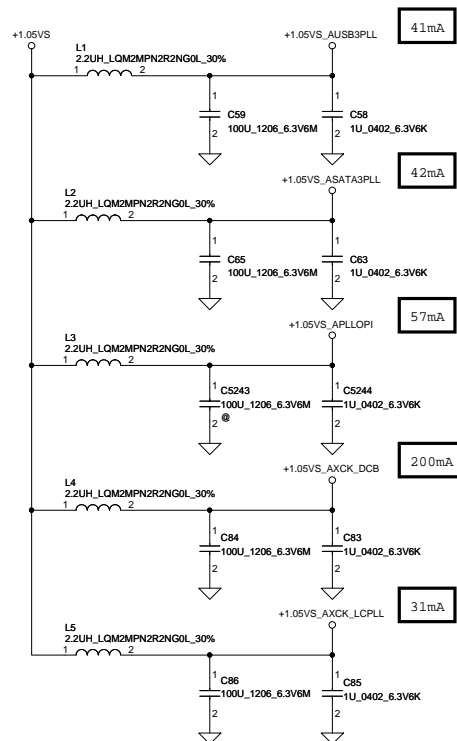 41mA
+1.05VS
+1.05VS_AUSB3PLL
L1
2.2UH_LQM2MPN2R2NG0L_30%
1 2
1 1
C59 C58
100U_1206_6.3V6M 1U_0402_6.3V6K
2 2
42mA
+1.05VS_ASATA3PLL
L2
2.2UH_LQM2MPN2R2NG0L_30%
1 2
1 1
C65 C63
100U_1206_6.3V6M 1U_0402_6.3V6K
2 2
57mA
+1.05VS_APLLOPI
L3
2.2UH_LQM2MPN2R2NG0L_30%
1 2
1 1
C5243 C5244
100U_1206_6.3V6M 1U_0402_6.3V6K
2 @ 2
200mA
+1.05VS_AXCK_DCB
L4
2.2UH_LQM2MPN2R2NG0L_30%
1 2
1 1
C84 C83
100U_1206_6.3V6M 1U_0402_6.3V6K
2 2
31mA
+1.05VS_AXCK_LCPLL
L5
2.2UH_LQM2MPN2R2NG0L_30%
1 2
1 1
C86 C85
100U_1206_6.3V6M 1U_0402_6.3V6K
2 2